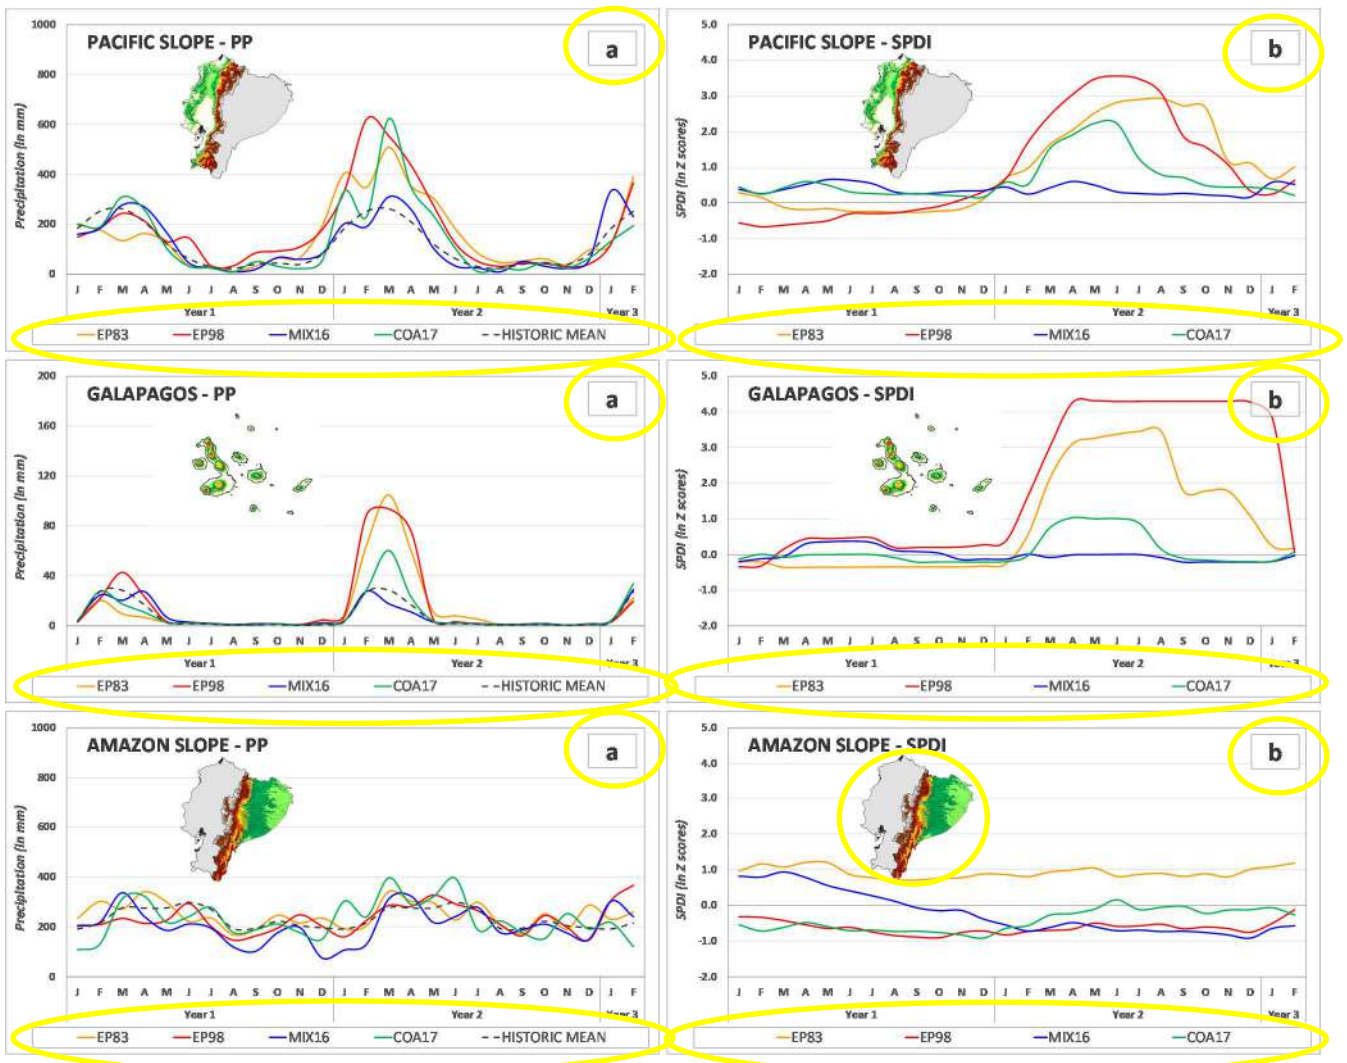 PACIFIC SLOPE - PP
a
Precipitation (in mm)
1000
800
600
400
200
0
J F M A M J J A S O N D J F M A M J J A S O N D J F
Year 1 Year 2 Year 3
EP83 EP98 MIX16 COA17 HISTORIC MEAN
PACIFIC SLOPE - SPDI
b
SPDI (in Z scores)
5.0
4.0
3.0
2.0
1.0
0.0
-1.0
-2.0
J F M A M J J A S O N D J F M A M J J A S O N D J F
Year 1 Year 2 Year 3
EP83 EP98 MIX16 COA17
GALAPAGOS - PP
a
Precipitation (in mm)
200
160
120
80
40
0
J F M A M J J A S O N D J F M A M J J A S O N D J F
Year 1 Year 2 Year 3
EP83 EP98 MIX16 COA17 HISTORIC MEAN
GALAPAGOS - SPDI
b
SPDI (in Z scores)
5.0
4.0
3.0
2.0
1.0
0.0
-1.0
-2.0
J F M A M J J A S O N D J F M A M J J A S O N D J F
Year 1 Year 2 Year 3
EP83 EP98 MIX16 COA17
AMAZON SLOPE - PP
a
Precipitation (in mm)
1000
800
600
400
200
0
J F M A M J J A S O N D J F M A M J J A S O N D J F
Year 1 Year 2 Year 3
EP83 EP98 MIX16 COA17 HISTORIC MEAN
AMAZON SLOPE - SPDI
b
SPDI (in Z scores)
5.0
4.0
3.0
2.0
1.0
0.0
-1.0
-2.0
J F M A M J J A S O N D J F M A M J J A S O N D J F
Year 1 Year 2 Year 3
EP83 EP98 MIX16 COA17